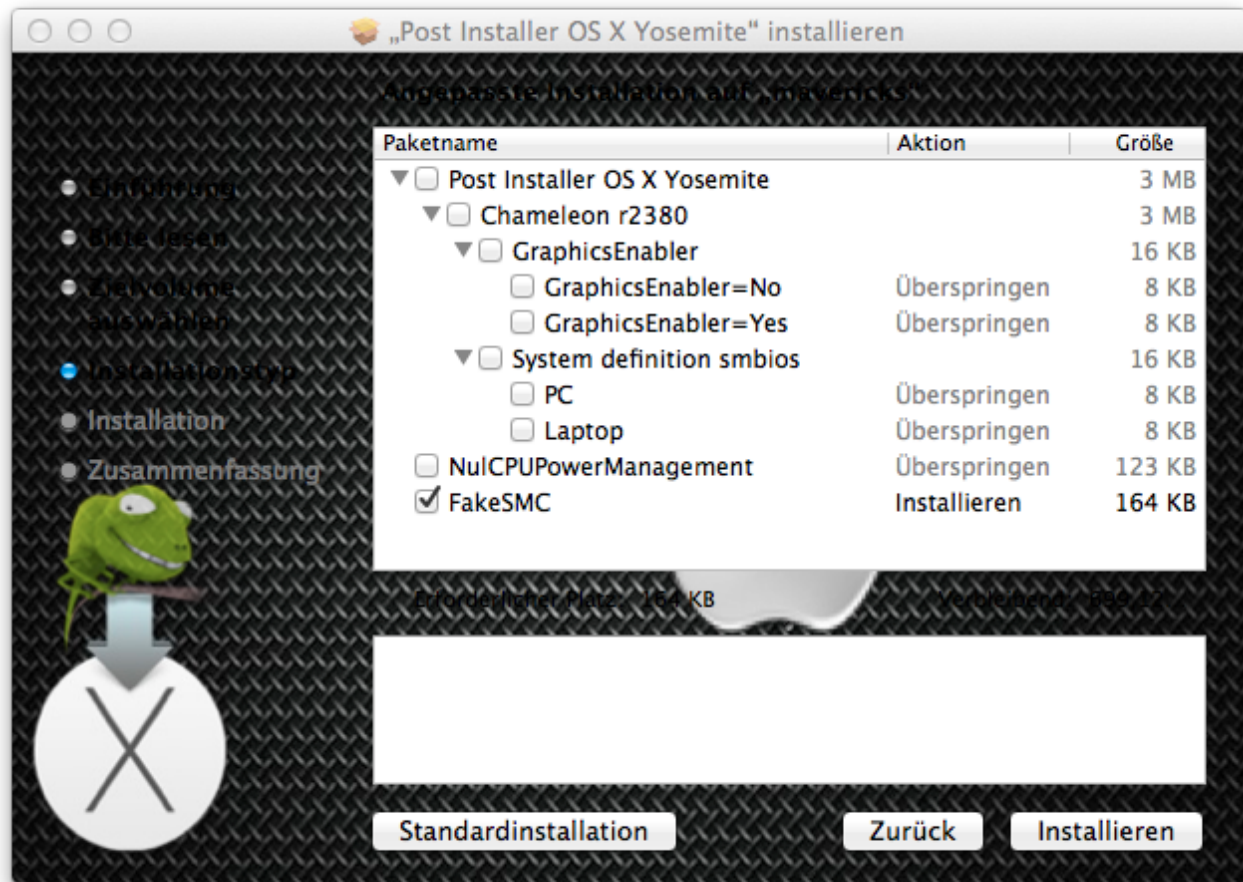 „Post Installer OS X Yosemite" installieren
Angepasste Installation auf „mavericks"
Einführung
Bitte lesen
Zielvolume
auswählen
Installationstyp
Installation
Zusammenfassung
Paketname Aktion Größe
Post Installer OS X Yosemite 3 MB
Chameleon r2380 3 MB
GraphicsEnabler 16 KB
GraphicsEnabler=No Überspringen 8 KB
GraphicsEnabler=Yes Überspringen 8 KB
System definition smbios 16 KB
PC Überspringen 8 KB
Laptop Überspringen 8 KB
NulCPUPowerManagement Überspringen 123 KB
FakeSMC Installieren 164 KB
Erforderlicher Platz: 164 KB Verbleibend:
Standardinstallation Zurück Installieren